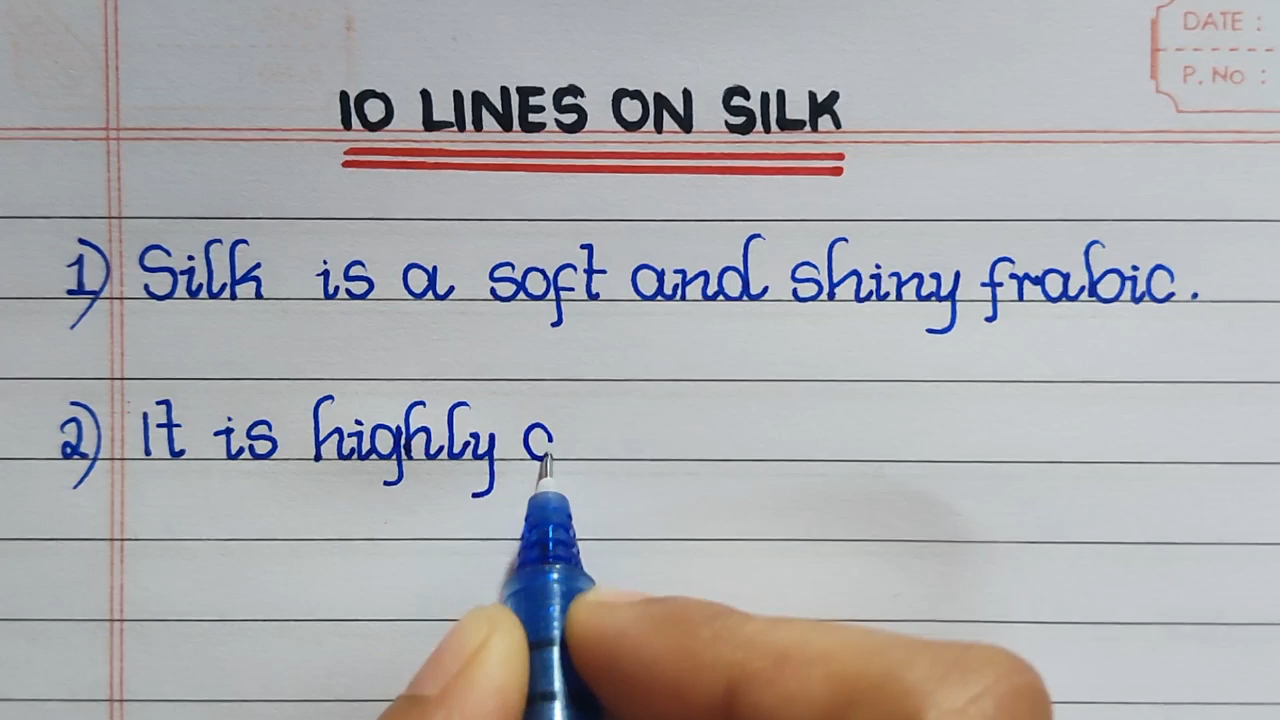 DATE :
P. No :
10 LINES ON SILK
1) Silk is a soft and shiny frabic.
2) It is highly